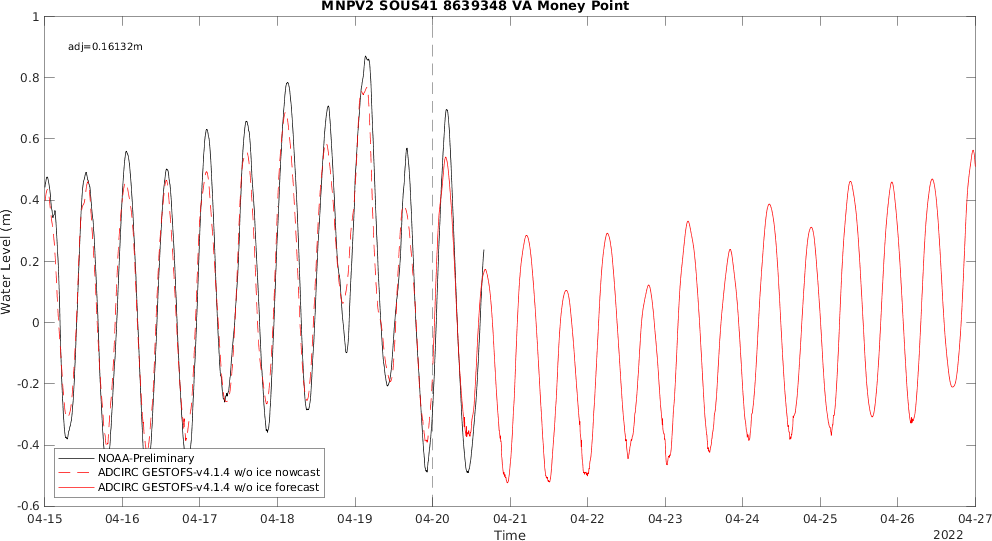 MNPV2 SOUS41 8639348 VA Money Point
adj=0.16132m
Water Level (m)
1
0.8
0.6
0.4
0.2
0
-0.2
-0.4
-0.6
NOAA-Preliminary
ADCIRC GESTOFS-v4.1.4 w/o ice nowcast
ADCIRC GESTOFS-v4.1.4 w/o ice forecast
04-15 04-16 04-17 04-18 04-19 04-20 04-21 04-22 04-23 04-24 04-25 04-26 04-27
Time
2022